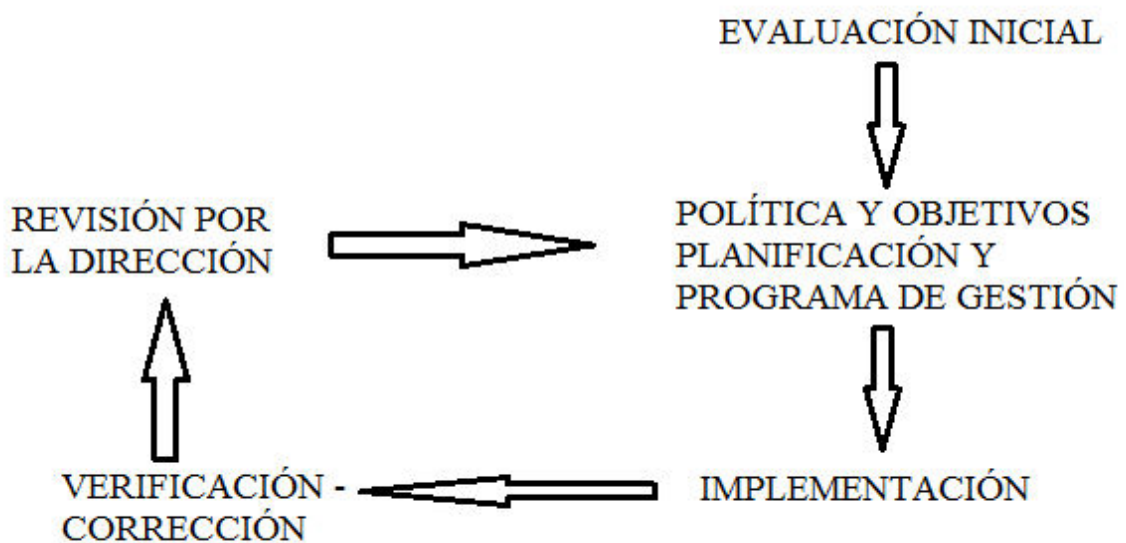 EVALUACIÓN INICIAL
POLÍTICA Y OBJETIVOS
PLANIFICACIÓN Y
PROGRAMA DE GESTIÓN
IMPLEMENTACIÓN
VERIFICACIÓN -
CORRECCIÓN
REVISIÓN POR
LA DIRECCIÓN